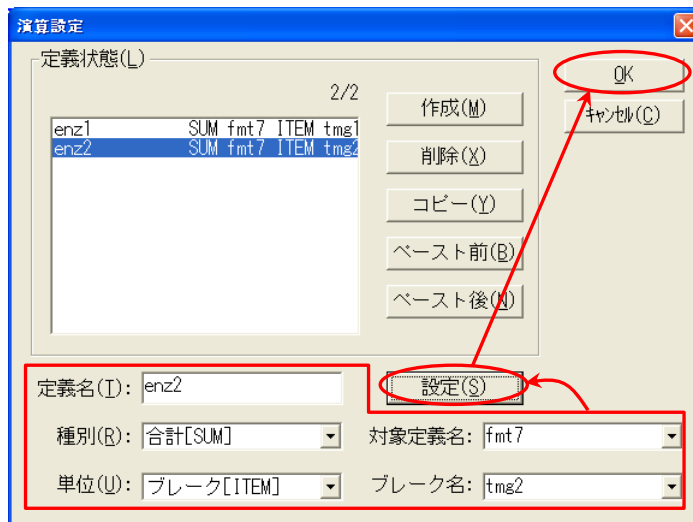 演算設定
定義状態(L)
2/2
enz1 SUM fmt7 ITEM tmg1
enz2 SUM fmt7 ITEM tmg2
作成(M)
削除(X)
コピー(Y)
ペースト前(B)
ペースト後(N)
OK
ｷｬﾝｾﾙ(C)
定義名(T): enz2
設定(S)
種別(R): 合計[SUM]
対象定義名: fmt7
単位(U): ブレーク[ITEM]
ブレーク名: tmg2